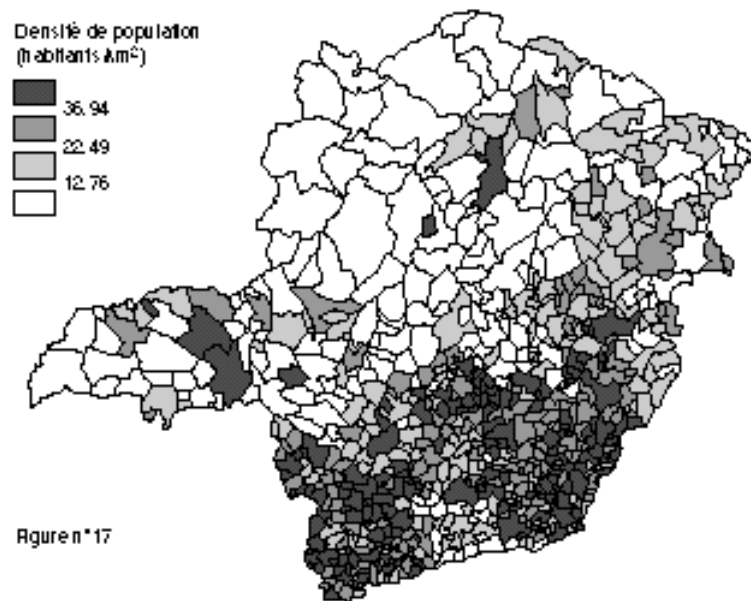 Densité de population
(habitants/km²)
36.94
22.49
12.76
Figure n°17